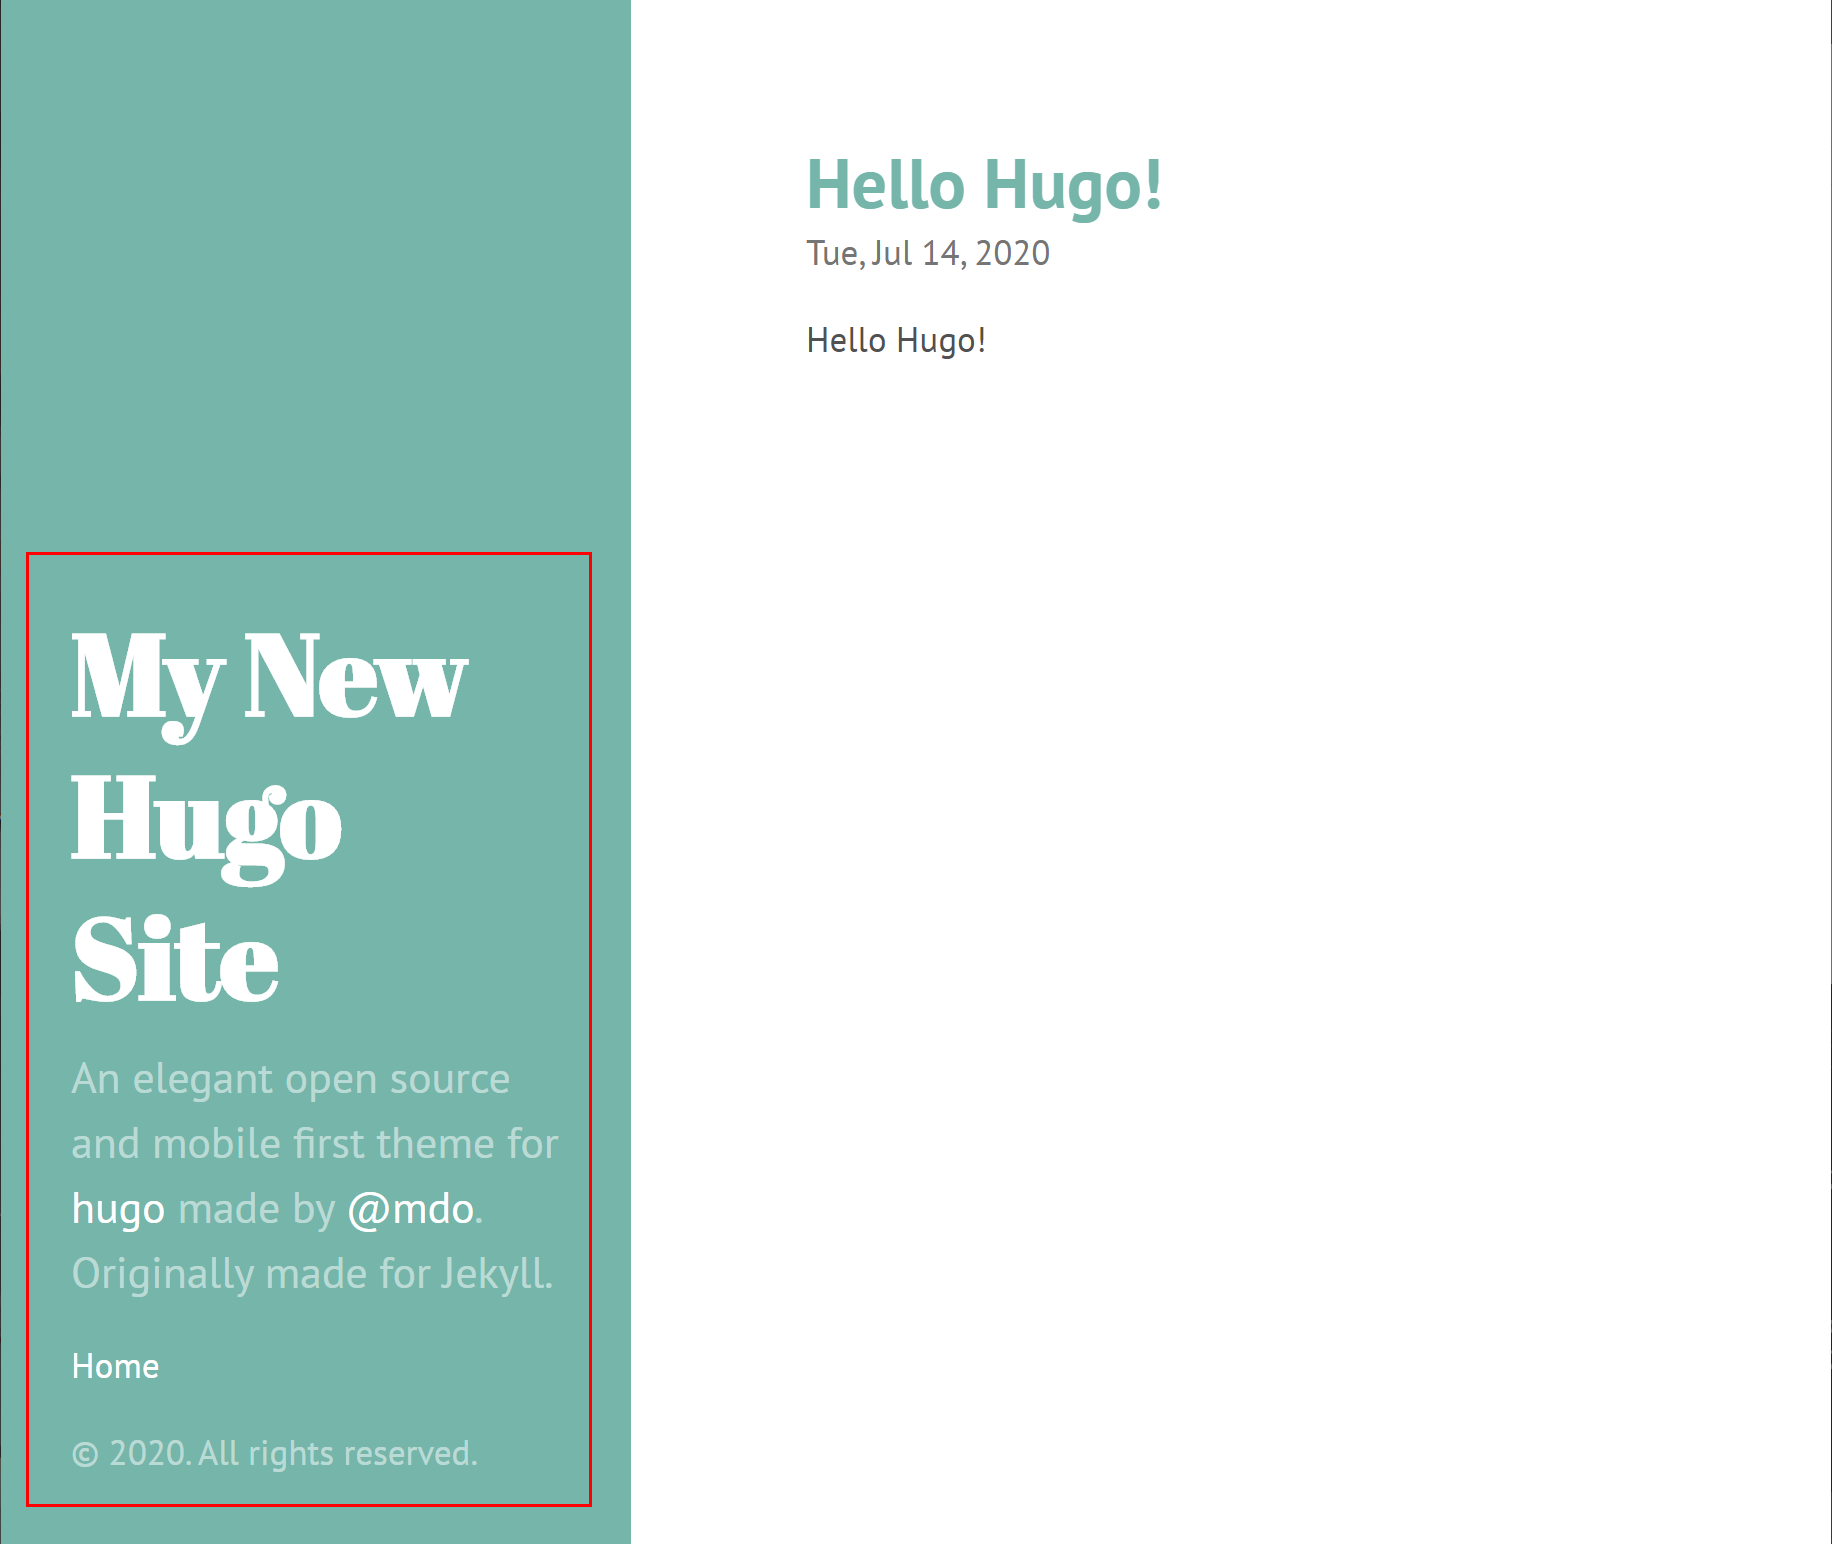 My New
Hugo
Site
An elegant open source
and mobile first theme for
hugo made by @mdo.
Originally made for Jekyll.
Home
© 2020. All rights reserved.
Hello Hugo!
Tue, Jul 14, 2020
Hello Hugo!